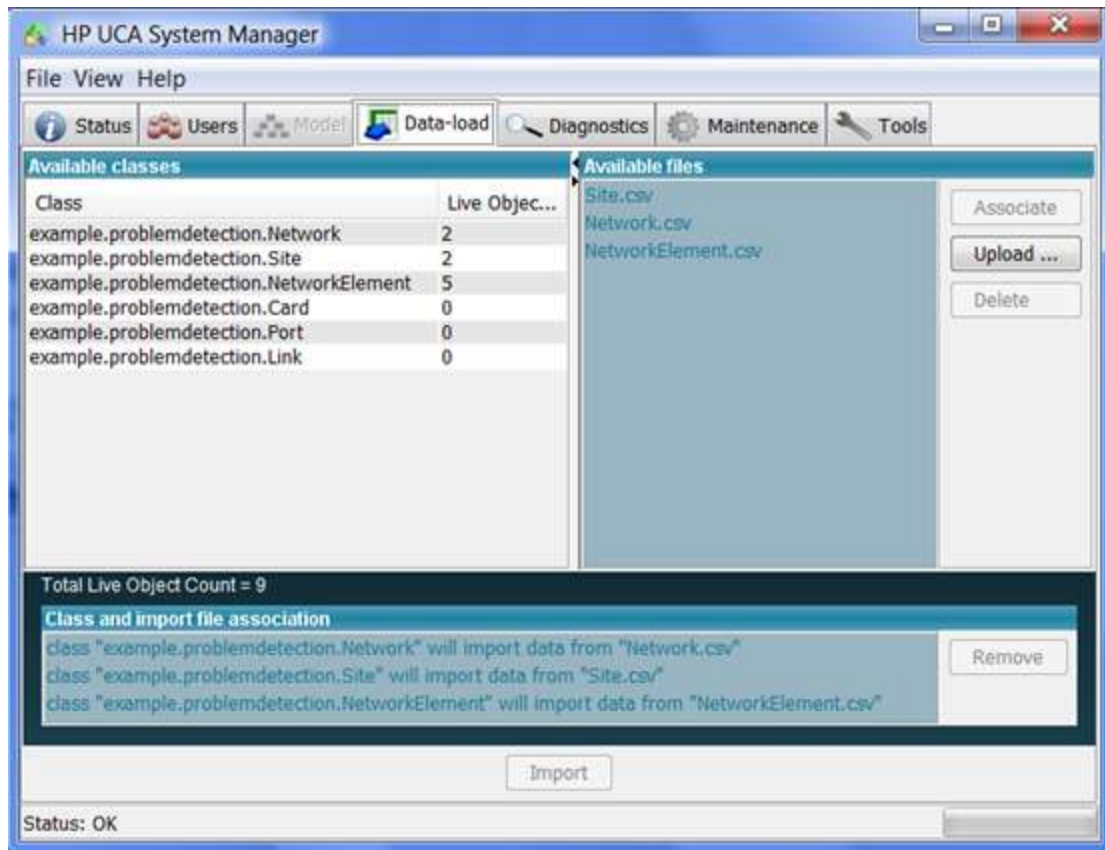 HP UCA System Manager
File View Help
Status Users Model Data-load Diagnostics Maintenance Tools
Available classes
Class Live Objec...
example.problemdetection.Network 2
example.problemdetection.Site 2
example.problemdetection.NetworkElement 5
example.problemdetection.Card 0
example.problemdetection.Port 0
example.problemdetection.Link 0
Available files
Site.csv
Network.csv
NetworkElement.csv
Associate
Upload ...
Delete
Total Live Object Count = 9
Class and import file association
class "example.problemdetection.Network" will import data from "Network.csv"
class "example.problemdetection.Site" will import data from "Site.csv"
class "example.problemdetection.NetworkElement" will import data from "NetworkElement.csv"
Remove
Import
Status: OK